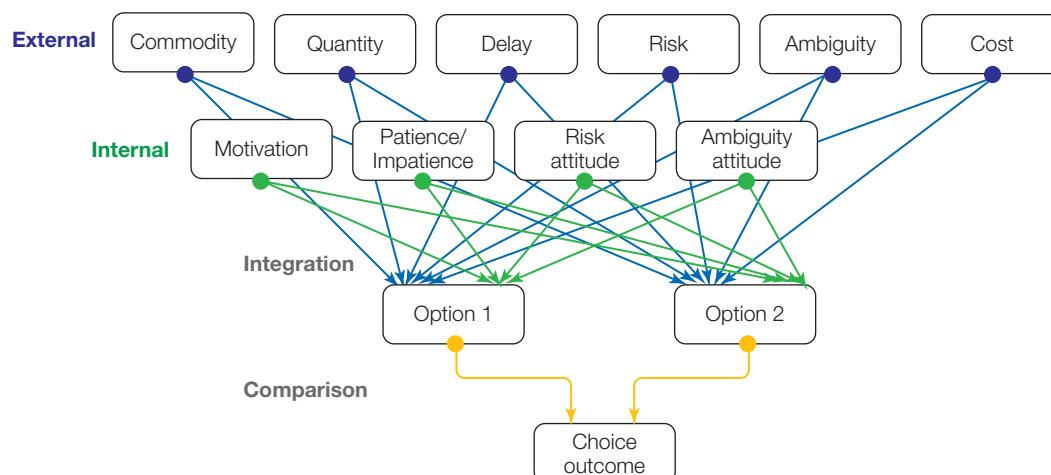 External
Commodity
Quantity
Delay
Risk
Ambiguity
Cost
Internal
Motivation
Patience/
Impatience
Risk
attitude
Ambiguity
attitude
Integration
Option 1
Option 2
Comparison
Choice
outcome